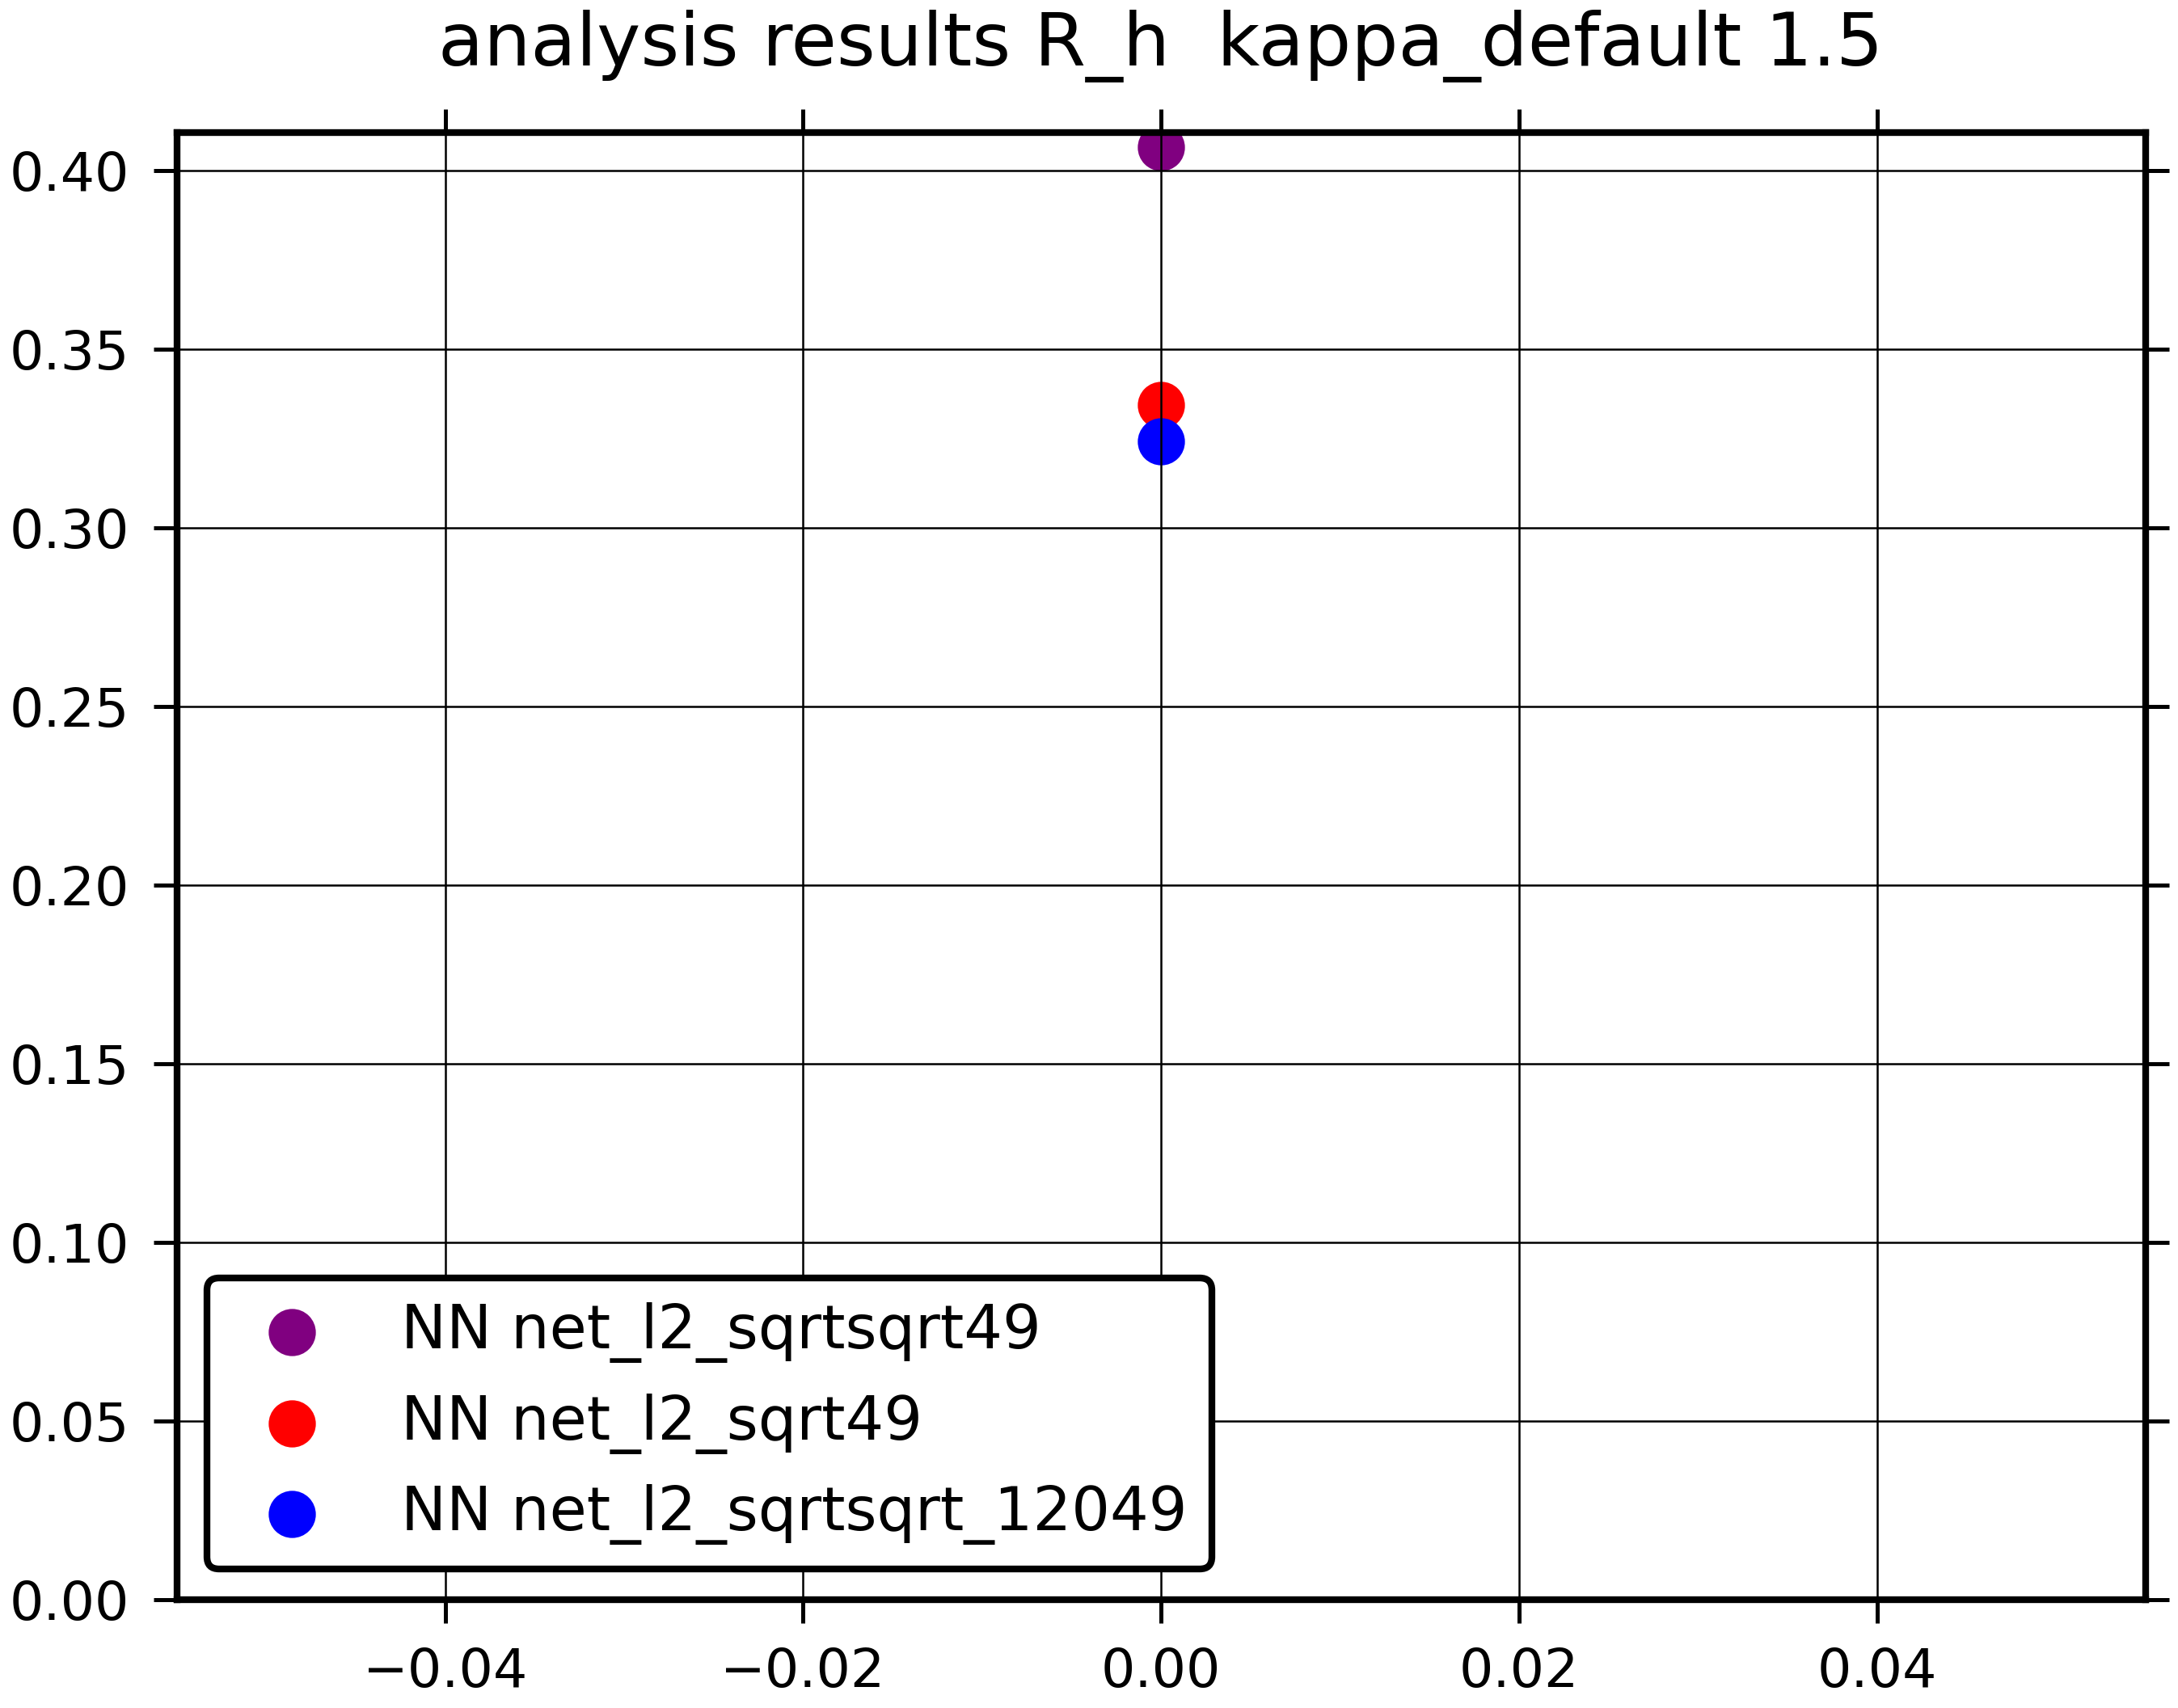 analysis results R_h  kappa_default 1.5
0.40
0.35
0.30
0.25
0.20
0.15
0.10
0.05
0.00
NN net_l2_sqrtsqrt49
NN net_l2_sqrt49
NN net_l2_sqrtsqrt_12049
−0.04 −0.02 0.00 0.02 0.04